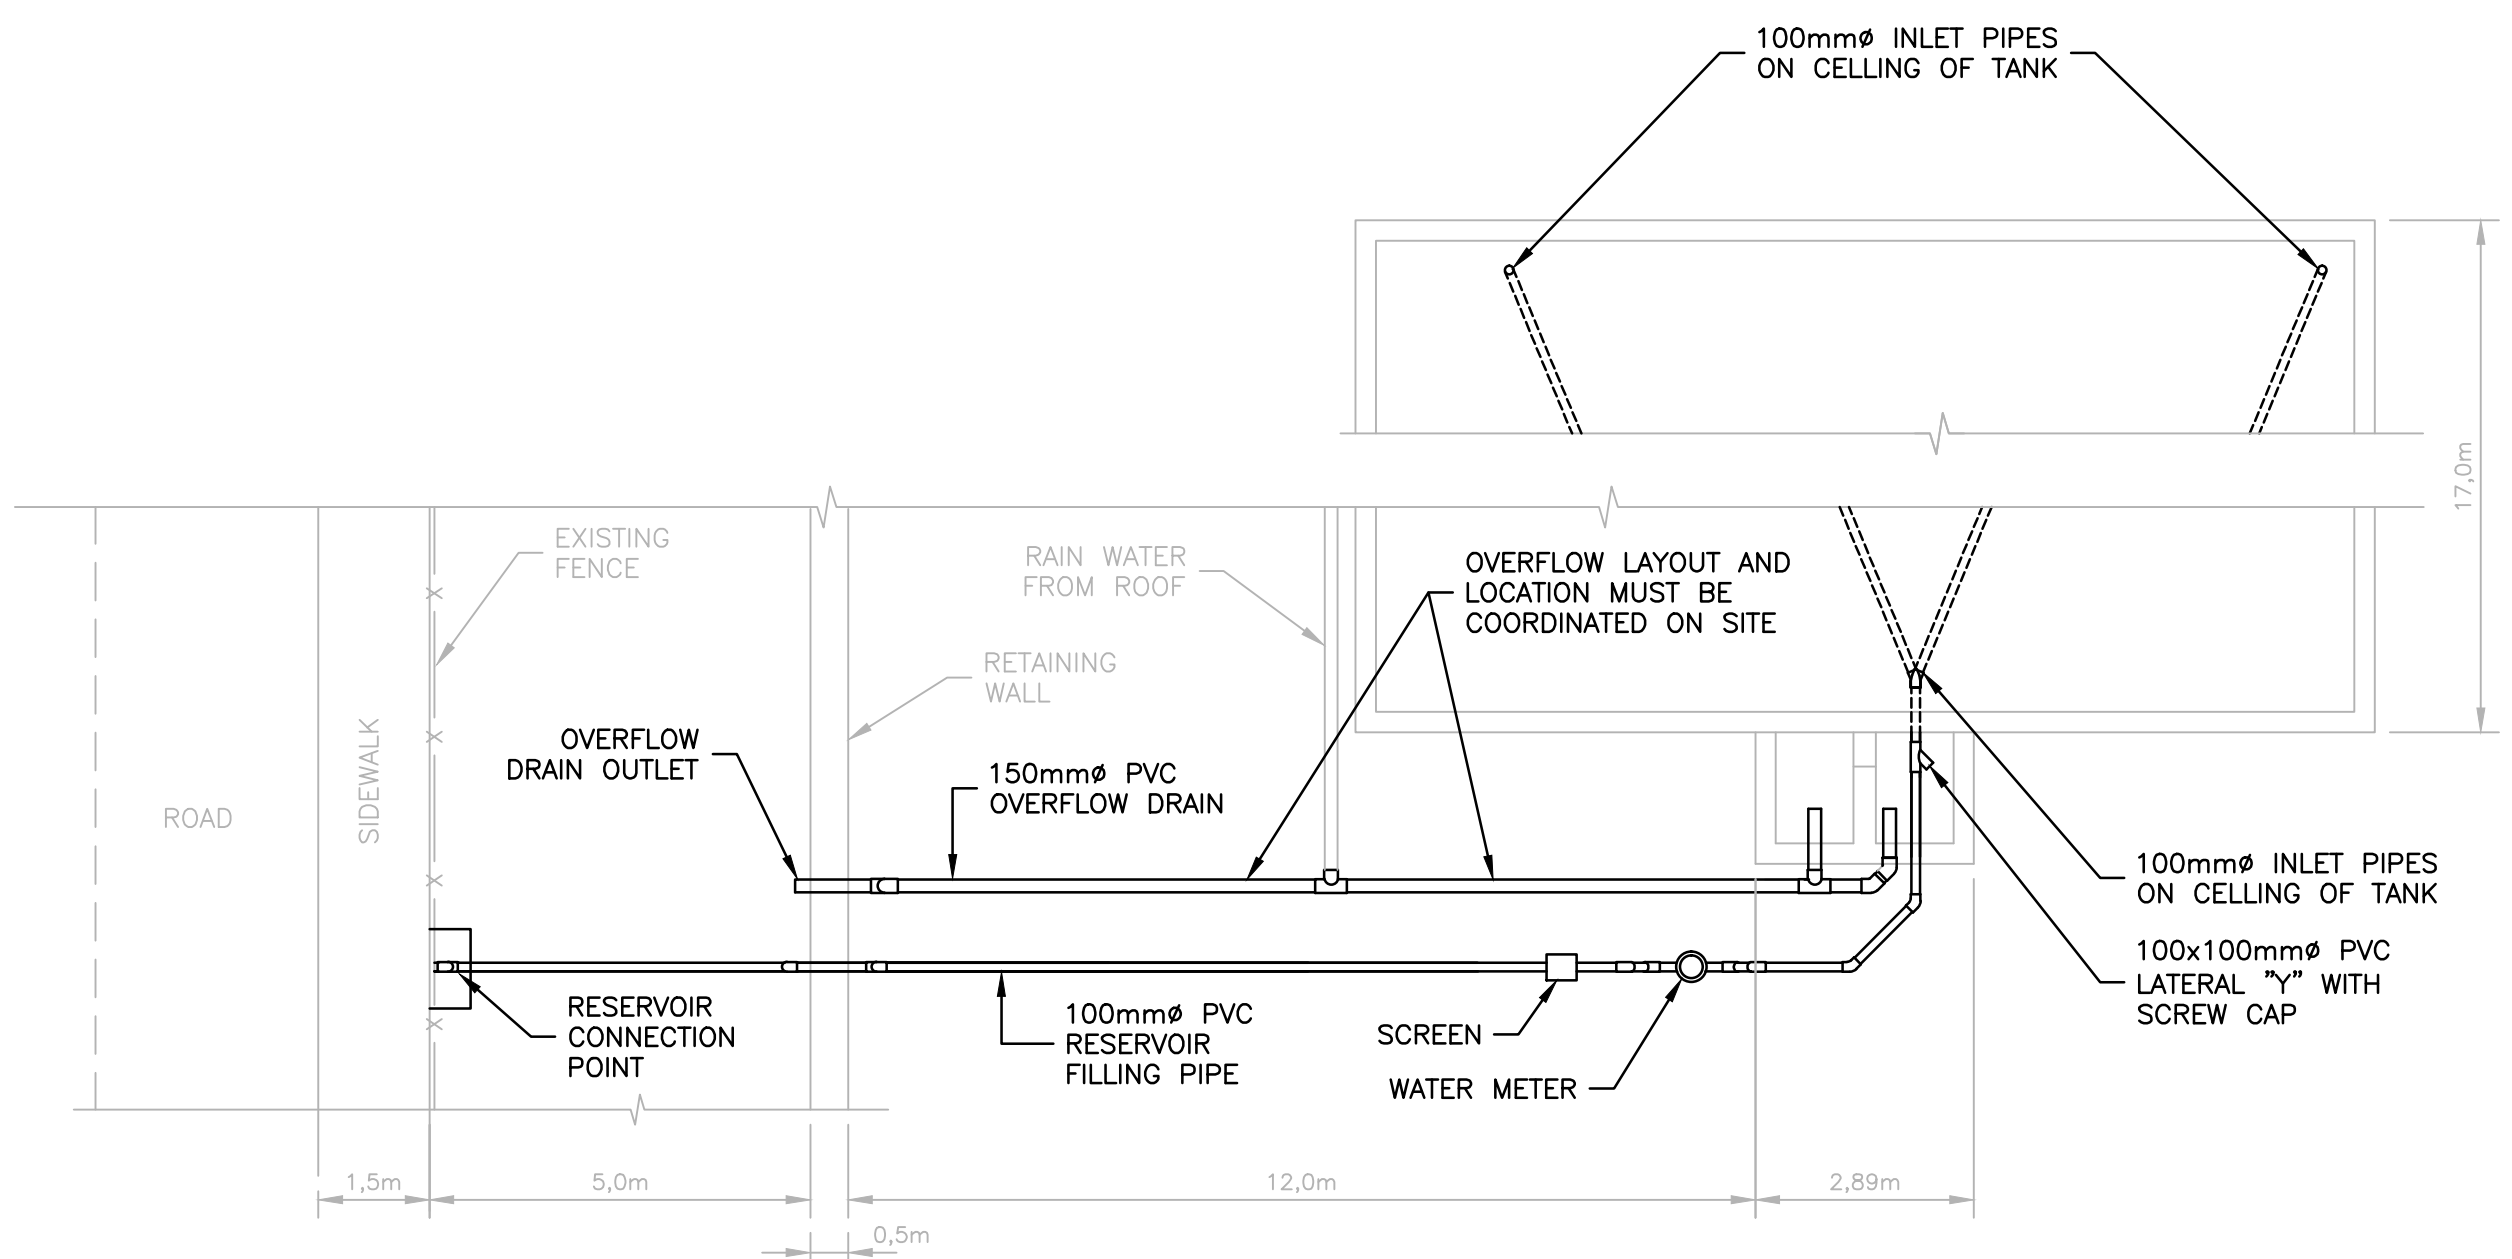 100mmø INLET PIPES
ON CELLING OF TANK
17,0m
EXISTING
FENCE
RAIN WATER
FROM ROOF
OVERFLOW LAYOUT AND
LOCATION MUST BE
COORDINATED ON SITE
RETAINING
WALL
OVERFLOW
DRAIN OUTLET
150mmø PVC
OVERFLOW DRAIN
SIDEWALK
ROAD
100mmø INLET PIPES
ON CELLING OF TANK
100x100mmø PVC
LATERAL "Y" WITH
SCREW CAP
RESERVOIR
CONNECTION
POINT
100mmø PVC
RESERVOIR
FILLING PIPE
SCREEN
WATER METER
1,5m
5,0m
12,0m
2,89m
0,5m